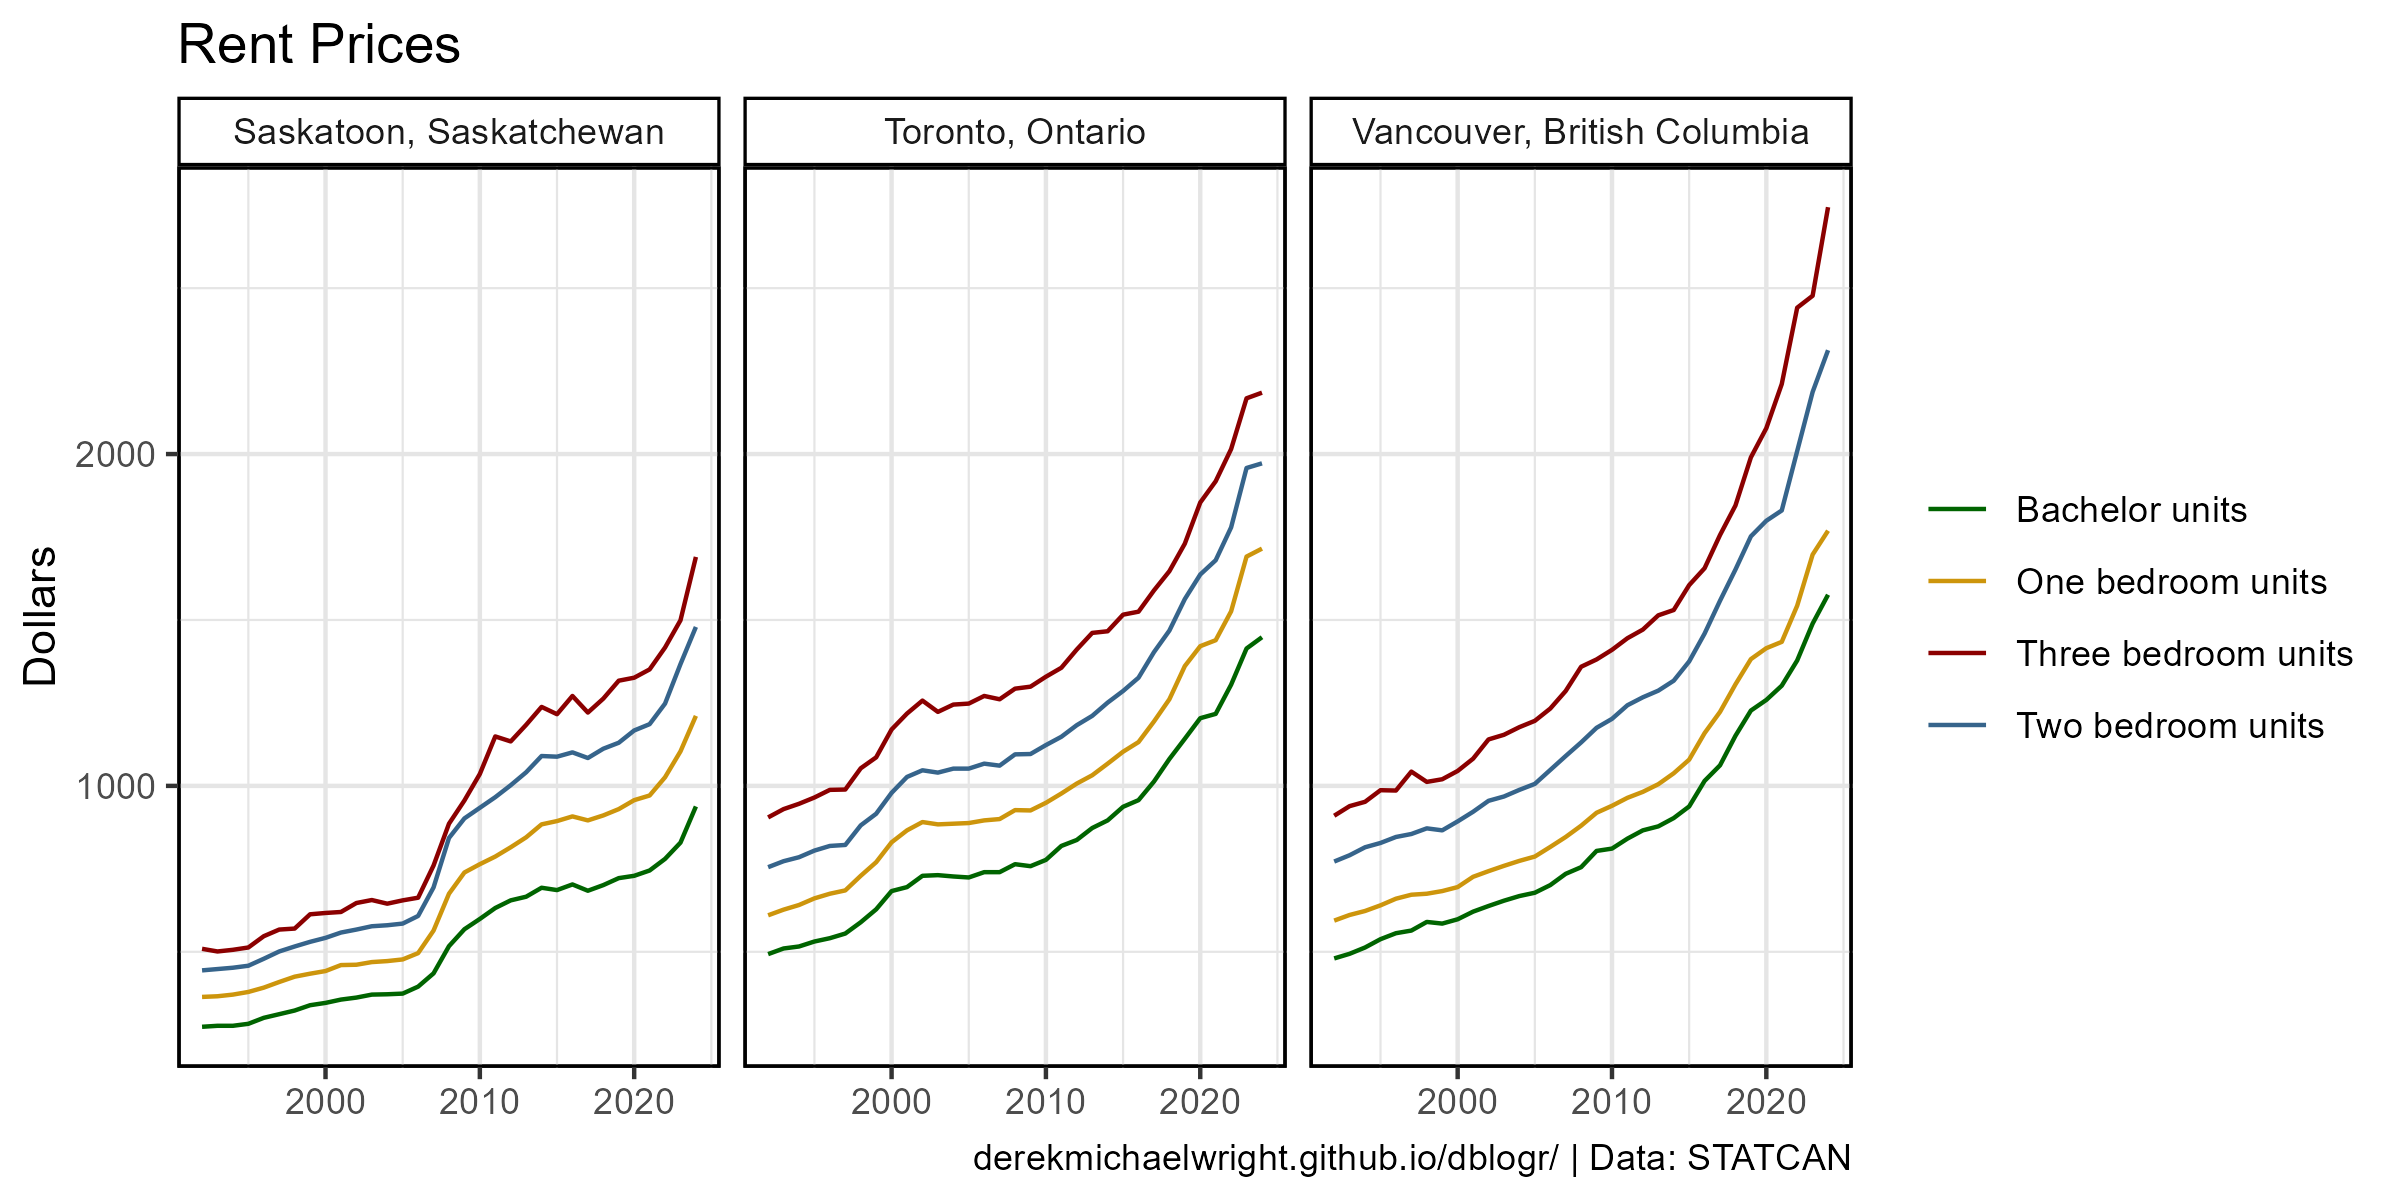 Rent Prices
Saskatoon, Saskatchewan
Toronto, Ontario
Vancouver, British Columbia
Dollars
2000
1000
2000 2010 2020
2000 2010 2020
2000 2010 2020
Bachelor units
One bedroom units
Three bedroom units
Two bedroom units
derekmichaelwright.github.io/dblogr/ | Data: STATCAN